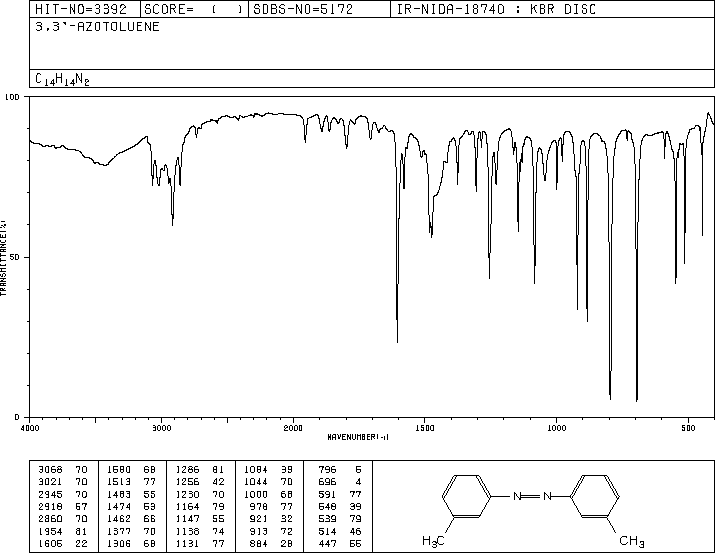 HIT-NO=3392 SCORE= ( ) SDBS-NO=5172 IR-NIDA-18740 : KBR DISC
3,3'-AZOTOLUENE
C14H14N2
100
50
0
TRANSMITTANCE(%)
4000 3000 2000 1500 1000 500
WAVENUMBER(-1)
3068 70 1580 68 1286 81 1084 39 796 5
3021 70 1513 77 1256 42 1044 70 696 4
2945 70 1483 55 1230 70 1000 68 591 77
2918 57 1474 53 1164 79 978 77 548 39
2860 70 1462 66 1147 55 921 32 539 79
1954 81 1377 70 1138 74 913 72 514 46
1605 22 1306 68 1131 77 884 28 447 55
N N
H3C CH3